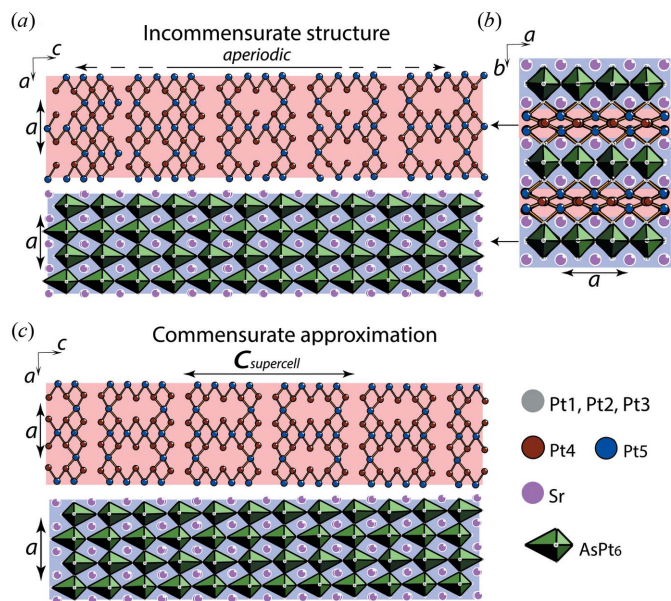 (a)
Incommensurate structure
(b)
c
aperiodic
a
a
b
a
a
a
(c)
Commensurate approximation
c
a
Csupercell
a
a
Pt1, Pt2, Pt3
Pt4
Pt5
Sr
AsPt6